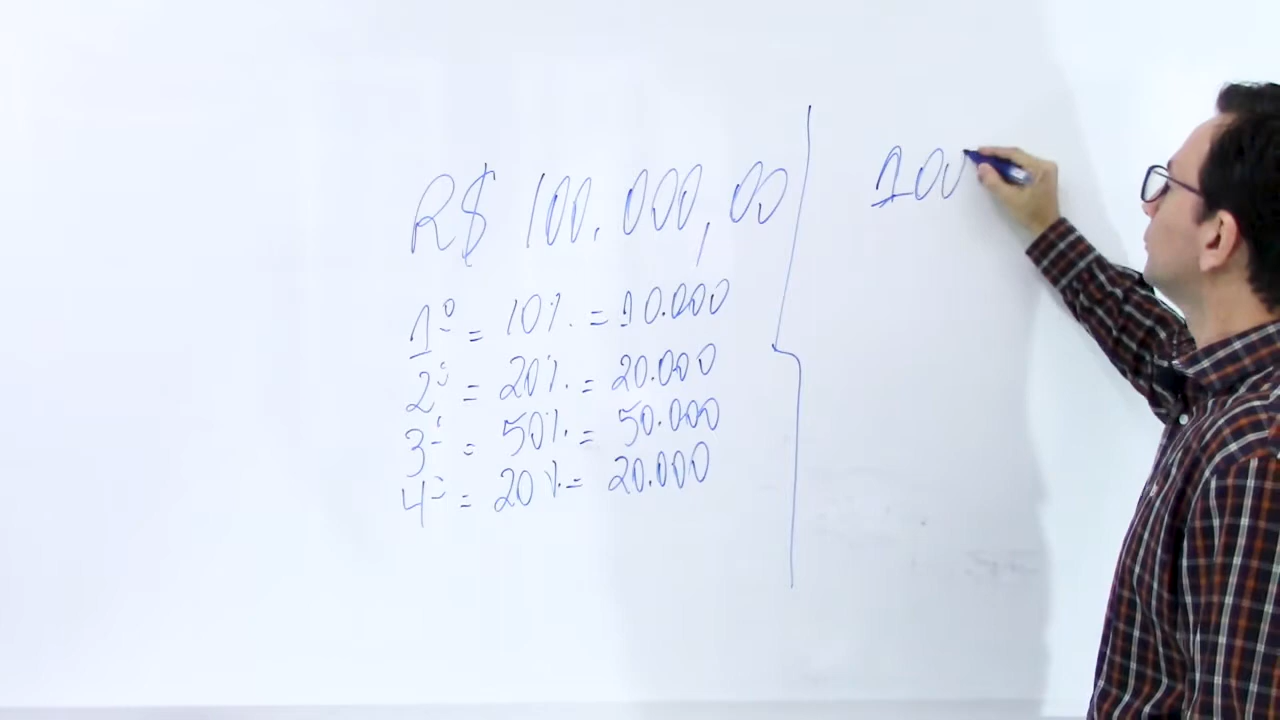 R$ 100.000,00
1º = 10% = 10.000
2º = 20% = 20.000
3º = 50% = 50.000
4º = 20% = 20.000
100